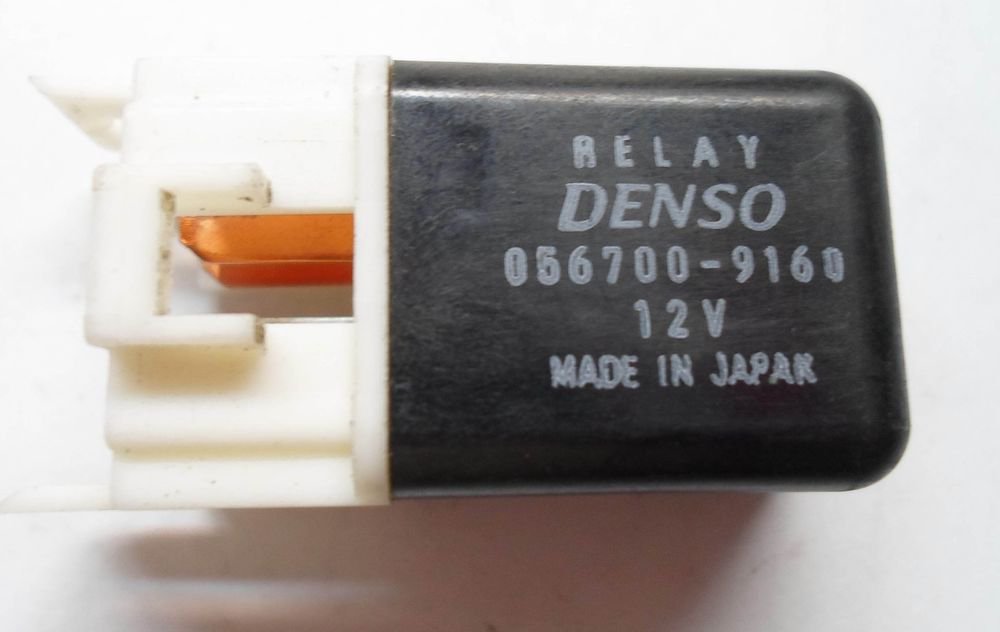 RELAY
DENSO
056700-9160
12V
MADE IN JAPAN